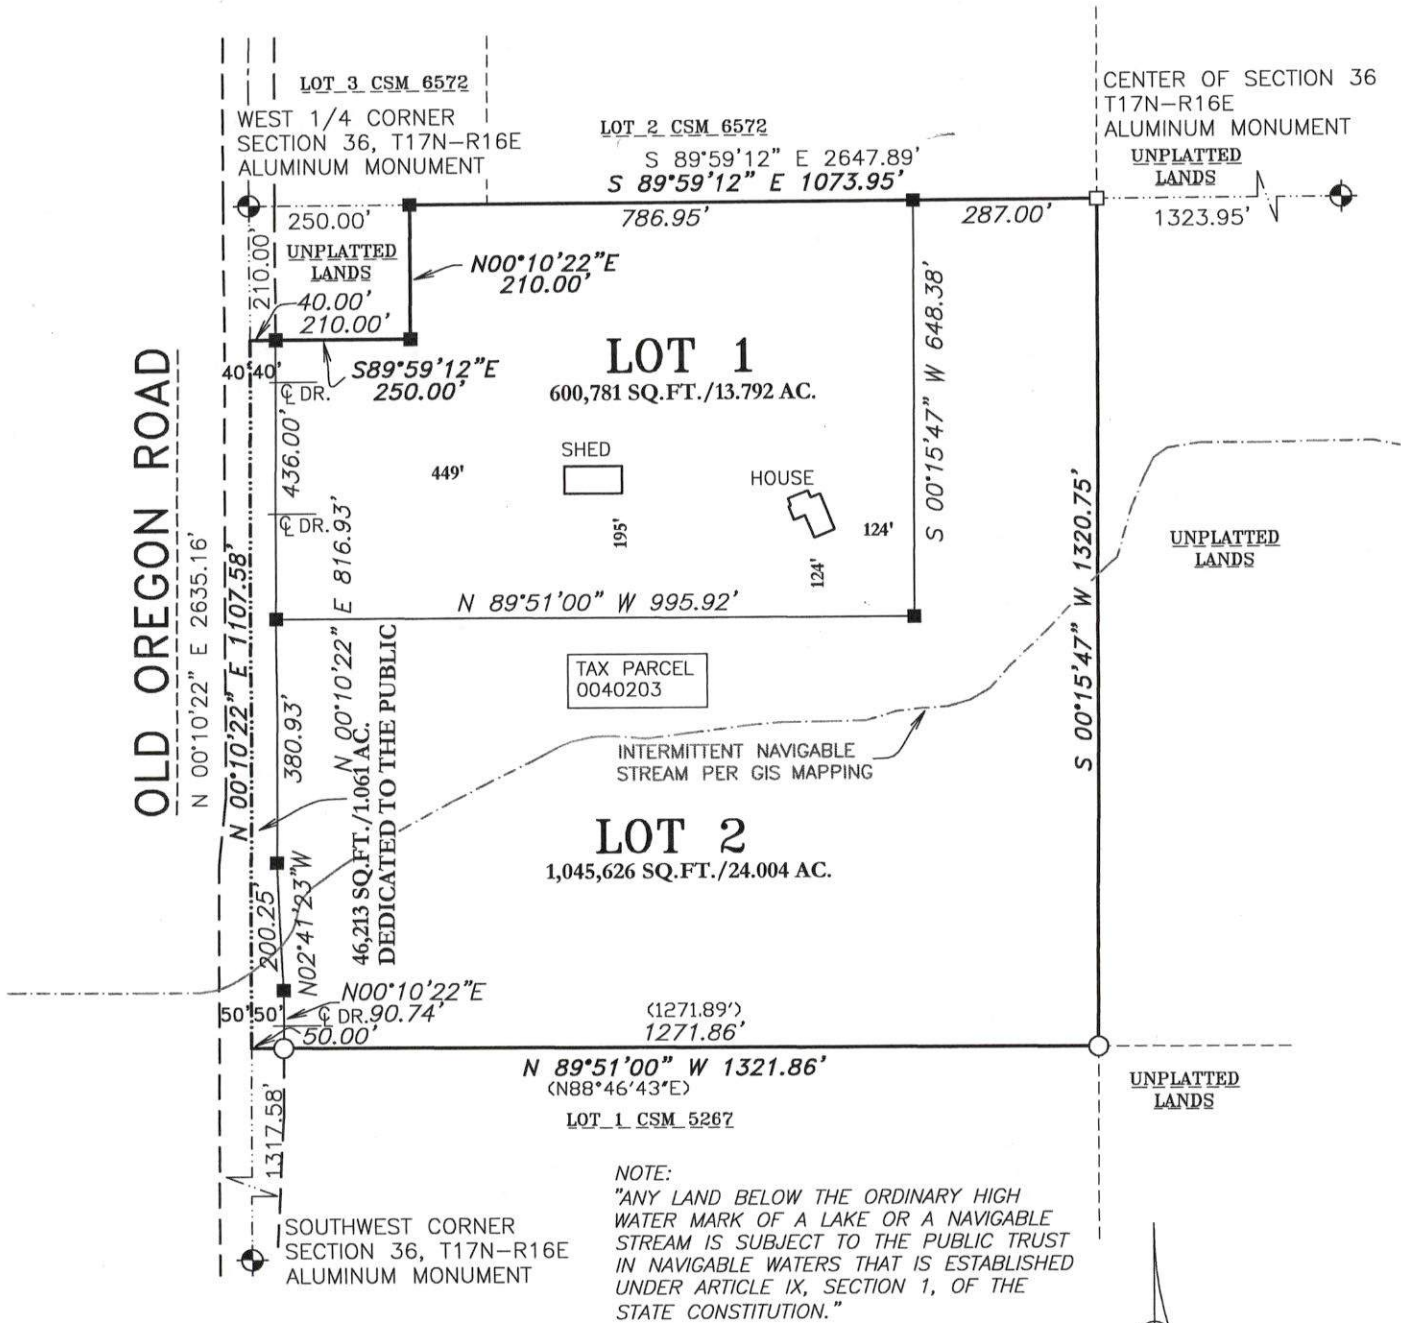 LOT 3 CSM 6572
WEST 1/4 CORNER
SECTION 36, T17N-R16E
ALUMINUM MONUMENT
LOT 2 CSM 6572
S 89°59'12" E 2647.89'
S 89°59'12" E 1073.95'
CENTER OF SECTION 36
T17N-R16E
ALUMINUM MONUMENT
UNPLATTED
LANDS
250.00'
786.95'
287.00'
1323.95'
210.00'
UNPLATTED
LANDS
N00°10'22"E
210.00'
40.00'
210.00'
S89°59'12"E
250.00'
40' 40'
℄ DR.
LOT 1
600,781 SQ.FT./13.792 AC.
S 00°15'47" W 648.38'
436.00'
449'
SHED
HOUSE
195'
124'
124'
℄ DR.
N 00°10'22" E 816.93'
OLD OREGON ROAD
N 00°10'22" E 2635.16'
N 00°10'22" E 1107.58'
N 89°51'00" W 995.92'
S 00°15'47" W 1320.75'
UNPLATTED
LANDS
TAX PARCEL
0040203
INTERMITTENT NAVIGABLE
STREAM PER GIS MAPPING
380.93'
46,213 SQ.FT./1.061 AC.
DEDICATED TO THE PUBLIC
LOT 2
1,045,626 SQ.FT./24.004 AC.
200.25'
N02°41'23"W
N00°10'22"E
90.74'
50' 50'
℄ DR.
50.00'
(1271.89')
1271.86'
N 89°51'00" W 1321.86'
(N88°46'43"E)
LOT 1 CSM 5267
UNPLATTED
LANDS
1317.58'
SOUTHWEST CORNER
SECTION 36, T17N-R16E
ALUMINUM MONUMENT
NOTE:
"ANY LAND BELOW THE ORDINARY HIGH
WATER MARK OF A LAKE OR A NAVIGABLE
STREAM IS SUBJECT TO THE PUBLIC TRUST
IN NAVIGABLE WATERS THAT IS ESTABLISHED
UNDER ARTICLE IX, SECTION 1, OF THE
STATE CONSTITUTION."